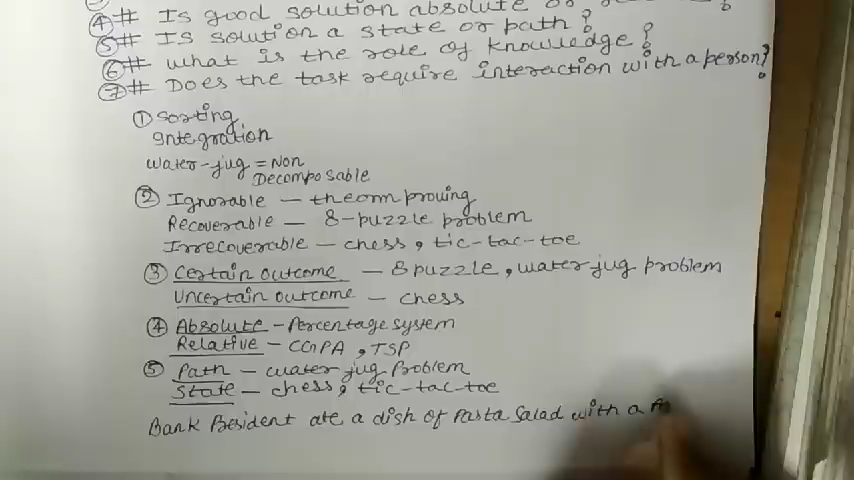 ④# Is good solution absolute or
⑤# Is solution a state or path?
⑥# what is the role of knowledge?
⑦# Does the task require interaction with a person?
① Sorting
Integration
water-jug = Non
Decomposable
② Ignorable — theorm proving
Recoverable — 8-puzzle problem
Irrecoverable — chess, tic-tac-toe
③ Certain outcome — 8 puzzle, water jug problem
Uncertain outcome — chess
④ Absolute - Percentage system
Relative — CGPA, TSP
⑤ Path — water jug Problem
State — chess, tic-tac-toe
Bank President ate a dish of Pasta Salad with a